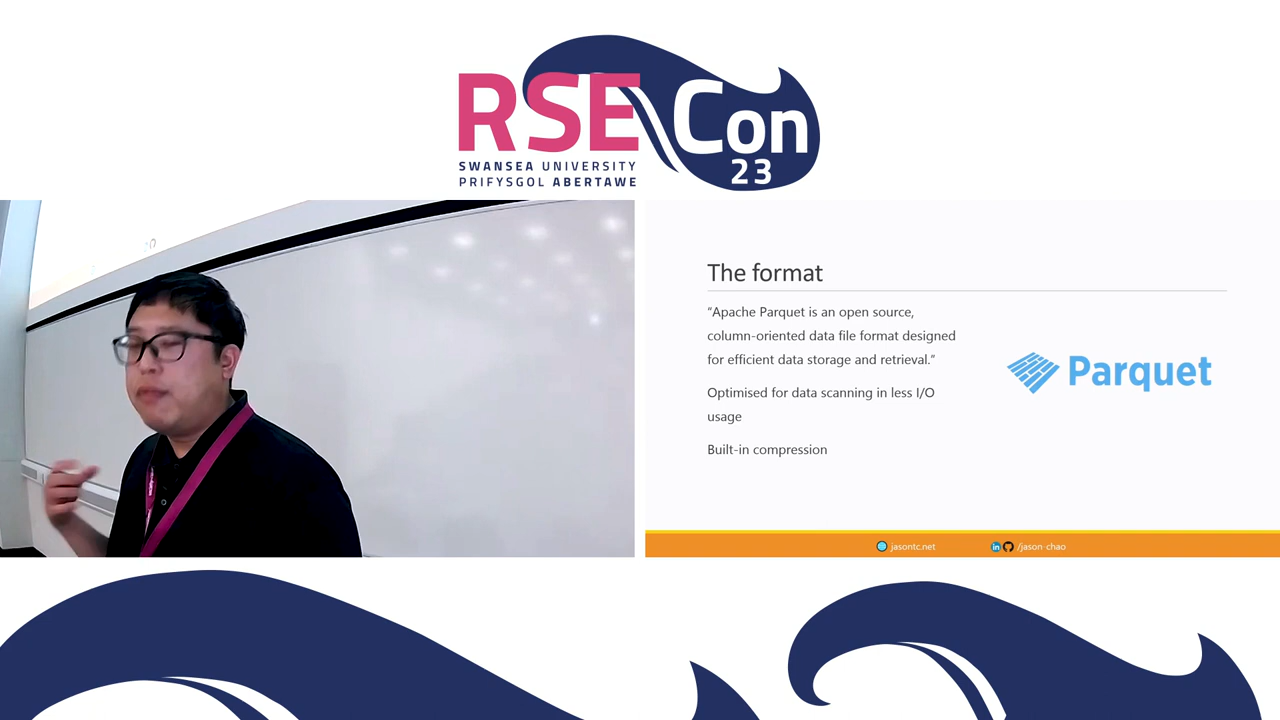 RSE Con
23
SWANSEA UNIVERSITY
PRIFYSGOL ABERTAWE
The format
“Apache Parquet is an open source,
column-oriented data file format designed
for efficient data storage and retrieval.”
Optimised for data scanning in less I/O
usage
Built-in compression
Parquet
jasontc.net
in
/jason-chao